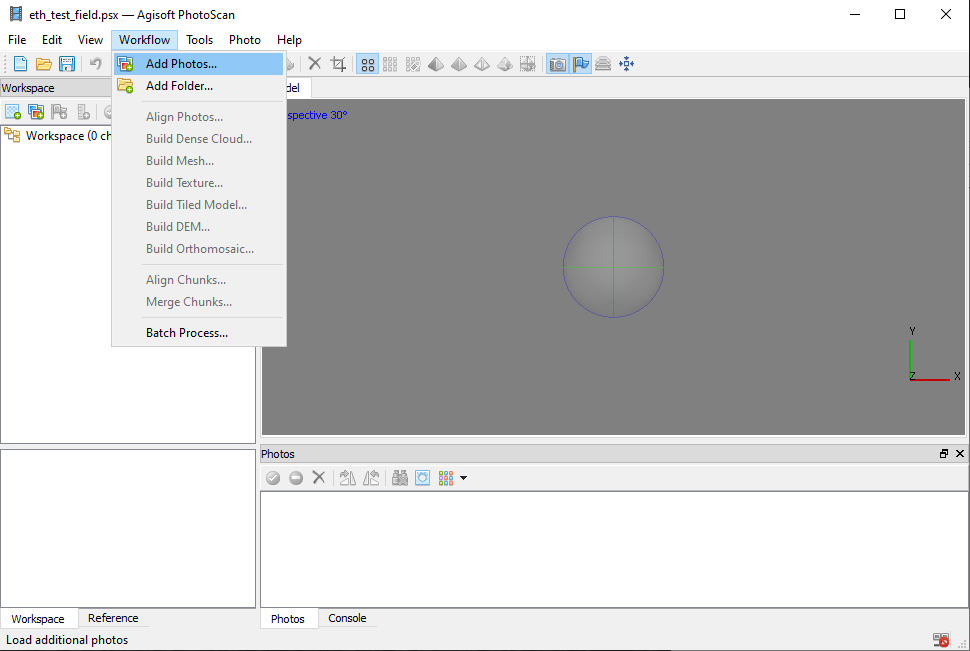 eth_test_field.psx — Agisoft PhotoScan
File Edit View Workflow Tools Photo Help
Workspace
Workspace (0 ch
Add Photos...
Add Folder...
Align Photos...
Build Dense Cloud...
Build Mesh...
Build Texture...
Build Tiled Model...
Build DEM...
Build Orthomosaic...
Align Chunks...
Merge Chunks...
Batch Process...
del
spective 30°
Y
Z X
Photos
Workspace Reference
Photos Console
Load additional photos